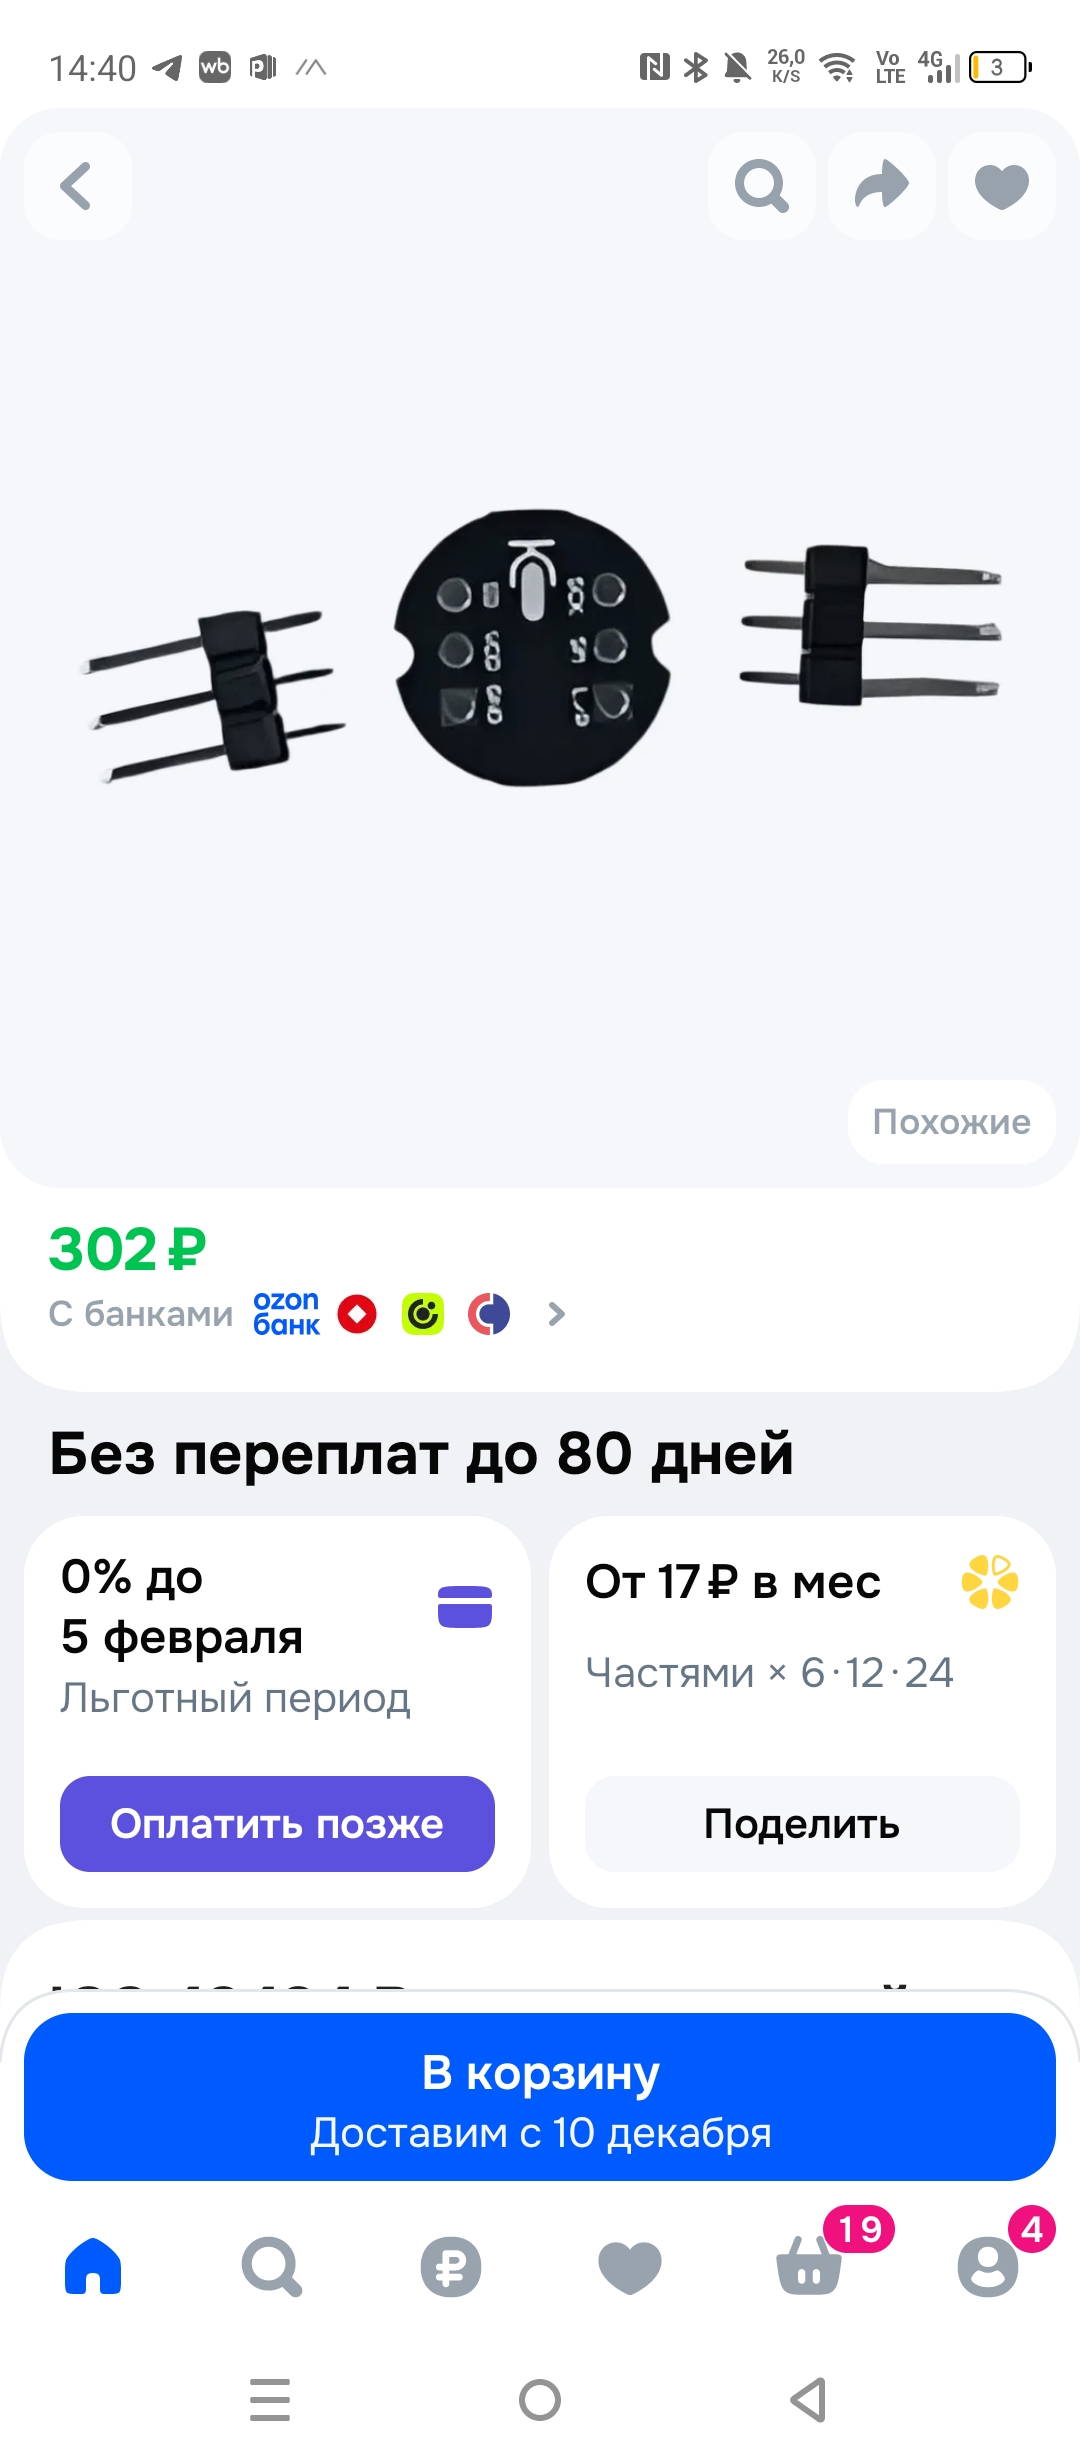 14:40
wb
26,0
K/S
Vo
LTE
4G
3
Похожие
302 ₽
С банками
ozon
банк
Без переплат до 80 дней
0% до
5 февраля
Льготный период
Оплатить позже
От 17 ₽ в мес
Частями × 6·12·24
Поделить
В корзину
Доставим с 10 декабря
19
4